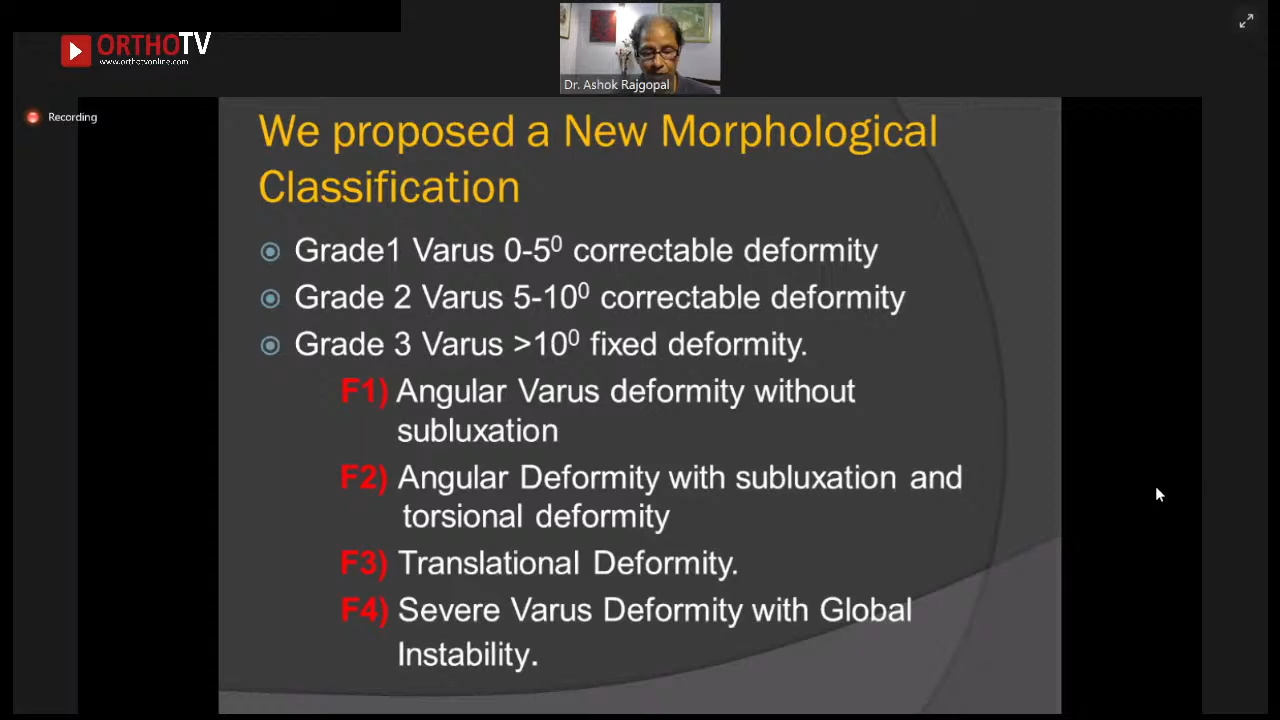 ORTHOTV
www.orthotvonline.com
Dr. Ashok Rajgopal
Recording
We proposed a New Morphological
Classification
Grade1 Varus 0-5⁰ correctable deformity
Grade 2 Varus 5-10⁰ correctable deformity
Grade 3 Varus >10⁰ fixed deformity.
F1) Angular Varus deformity without
subluxation
F2) Angular Deformity with subluxation and
torsional deformity
F3) Translational Deformity.
F4) Severe Varus Deformity with Global
Instability.